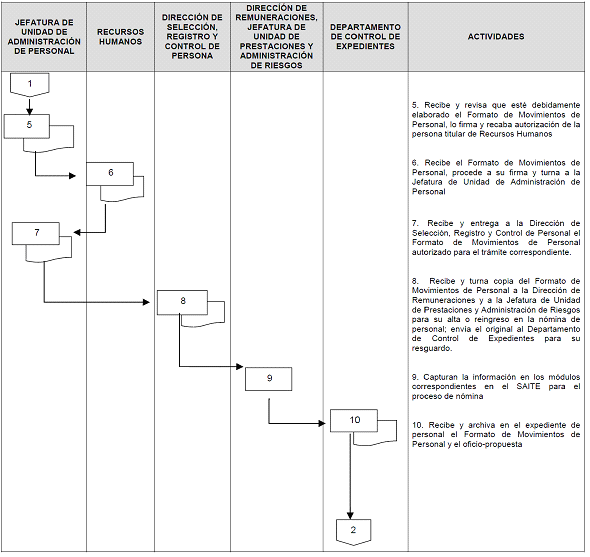 JEFATURA DE
UNIDAD DE
ADMINISTRACIÓN
DE PERSONAL
RECURSOS
HUMANOS
DIRECCIÓN DE
SELECCIÓN,
REGISTRO Y
CONTROL DE
PERSONA
DIRECCIÓN DE
REMUNERACIONES,
JEFATURA DE
UNIDAD DE
PRESTACIONES Y
ADMINISTRACIÓN
DE RIESGOS
DEPARTAMENTO
DE CONTROL DE
EXPEDIENTES
ACTIVIDADES
1
5
5. Recibe y revisa que esté debidamente
elaborado el Formato de Movimientos de
Personal, lo firma y recaba autorización de la
persona titular de Recursos Humanos
6
6. Recibe el Formato de Movimientos de
Personal, procede a su firma y turna a la
Jefatura de Unidad de Administración de
Personal
7
7. Recibe y entrega a la Dirección de
Selección, Registro y Control de Personal el
Formato de Movimientos de Personal
autorizado para el trámite correspondiente.
8
8. Recibe y turna copia del Formato de
Movimientos de Personal a la Dirección de
Remuneraciones y a la Jefatura de Unidad
de Prestaciones y Administración de Riesgos
para su alta o reingreso en la nómina de
personal; envía el original al Departamento
de Control de Expedientes para su
resguardo.
9
9. Capturan la información en los módulos
correspondientes en el SAITE para el
proceso de nómina
10
10. Recibe y archiva en el expediente de
personal el Formato de Movimientos de
Personal y el oficio-propuesta
2